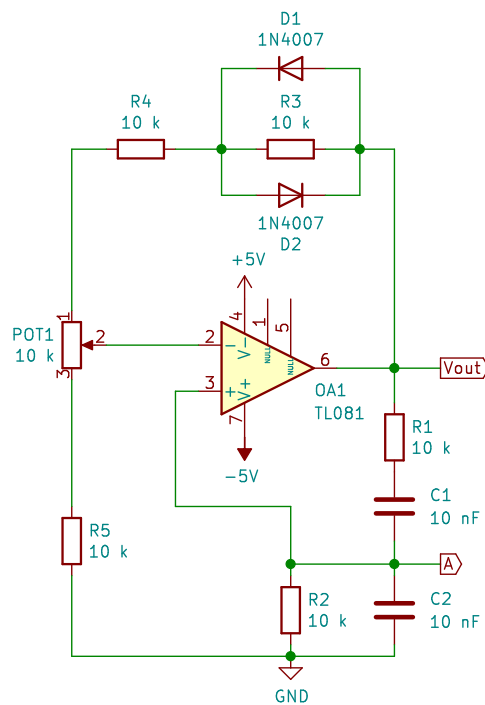 D1
1N4007
R4
10 k
R3
10 k
1N4007
D2
+5V
POT1
10 k
1
2
3
2
3
4
1
5
6
7
−
+
V−
V+
NULL
NULL
OA1
TL081
−5V
Vout
R1
10 k
C1
10 nF
A
R5
10 k
R2
10 k
C2
10 nF
GND